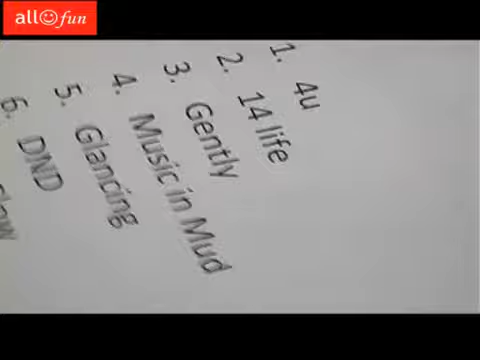 all fun
1. 4u
2. 14 life
3. Gently
4. Music in Mud
5. Glancing
6. DND